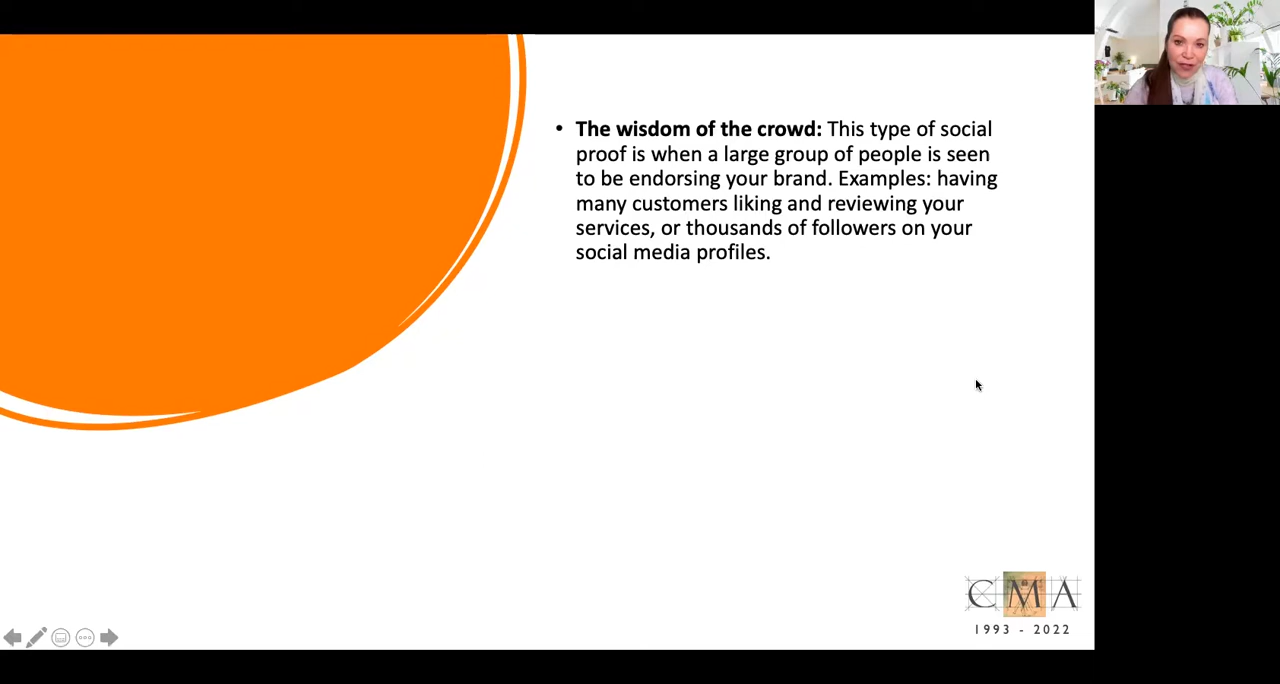 • The wisdom of the crowd: This type of social
proof is when a large group of people is seen
to be endorsing your brand. Examples: having
many customers liking and reviewing your
services, or thousands of followers on your
social media profiles.
CMA
1993 - 2022